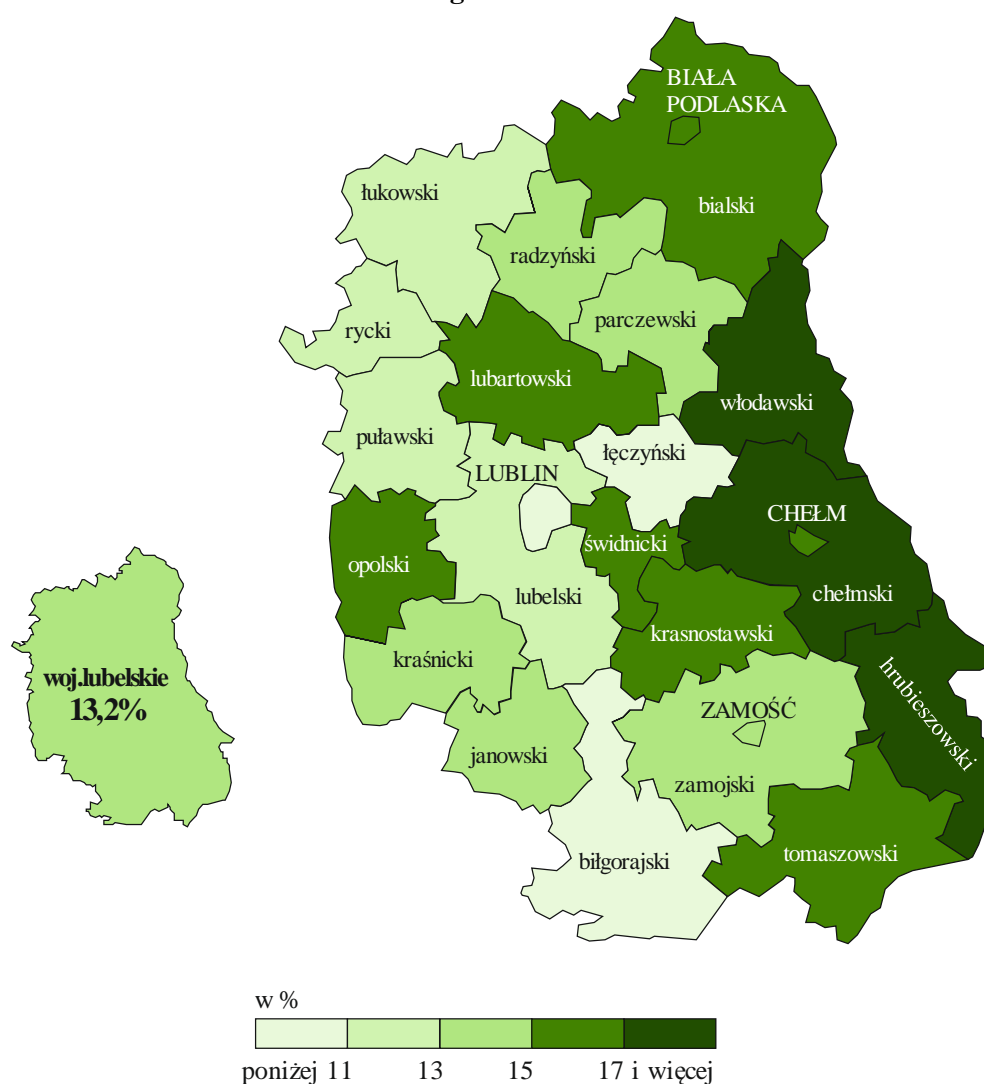 BIAŁA
PODLASKA
łukowski
bialski
radzyński
parczewski
rycki
lubartowski
włodawski
puławski
łęczyński
LUBLIN
CHEŁM
świdnicki
opolski
lubelski
chełmski
krasnostawski
kraśnicki
hrubieszowski
woj.lubelskie
13,2%
ZAMOŚĆ
janowski
zamojski
tomaszowski
biłgorajski
w %
poniżej 11 13 15 17 i więcej